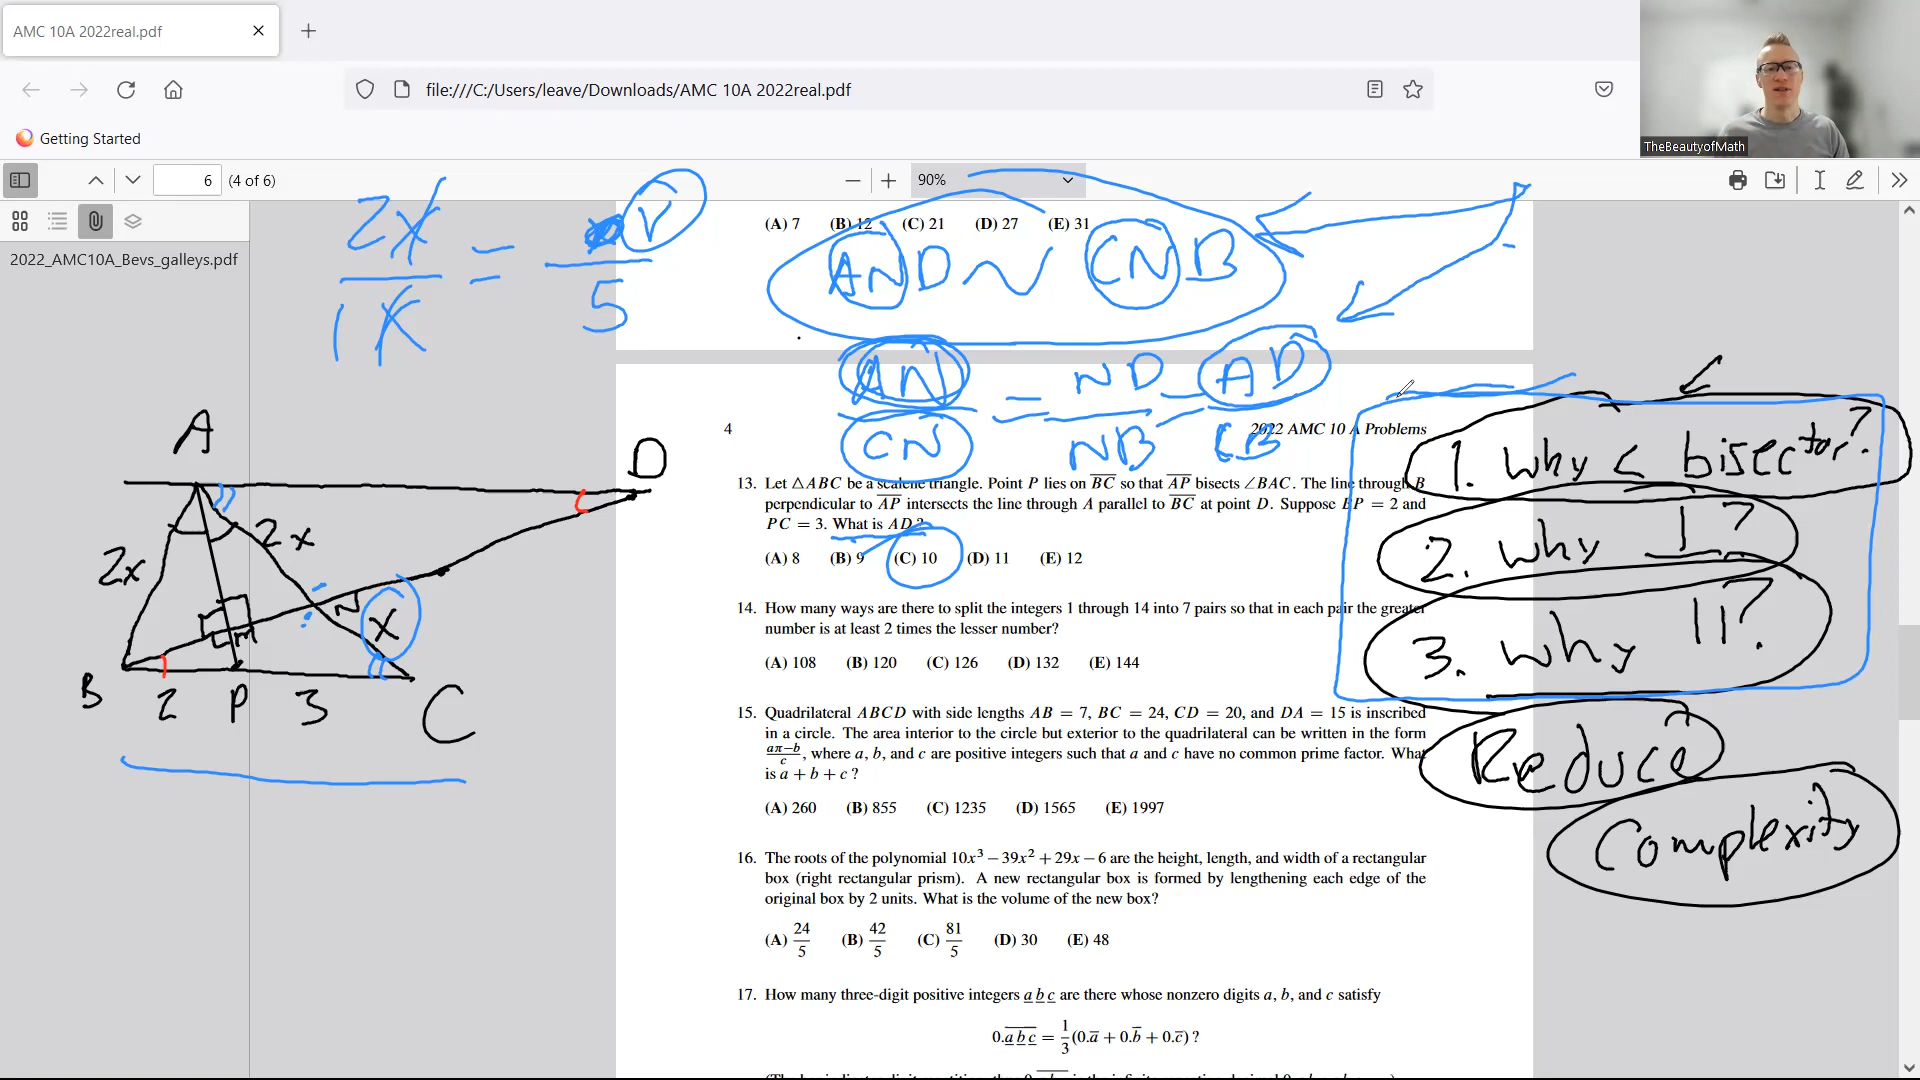 AMC 10A 2022real.pdf
file:///C:/Users/leave/Downloads/AMC 10A 2022real.pdf
Getting Started
TheBeautyofMath
6 (4 of 6)
90%
2022_AMC10A_Bevs_galleys.pdf
(A) 7 (B) 12 (C) 21 (D) 27 (E) 31
2x
1x
=
5
AND ~ CNB
AN = ND = AD
CN NB CB
4
2022 AMC 10 A Problems
13. Let △ABC be a scalene triangle. Point P lies on BC so that AP bisects ∠BAC. The line through B
perpendicular to AP intersects the line through A parallel to BC at point D. Suppose BP = 2 and
PC = 3. What is AD?
(A) 8 (B) 9 (C) 10 (D) 11 (E) 12
14. How many ways are there to split the integers 1 through 14 into 7 pairs so that in each pair the greater
number is at least 2 times the lesser number?
(A) 108 (B) 120 (C) 126 (D) 132 (E) 144
15. Quadrilateral ABCD with side lengths AB = 7, BC = 24, CD = 20, and DA = 15 is inscribed
in a circle. The area interior to the circle but exterior to the quadrilateral can be written in the form
aπ−b/c, where a, b, and c are positive integers such that a and c have no common prime factor. What
is a + b + c?
(A) 260 (B) 855 (C) 1235 (D) 1565 (E) 1997
16. The roots of the polynomial 10x³ − 39x² + 29x − 6 are the height, length, and width of a rectangular
box (right rectangular prism). A new rectangular box is formed by lengthening each edge of the
original box by 2 units. What is the volume of the new box?
(A) 24/5 (B) 42/5 (C) 81/5 (D) 30 (E) 48
17. How many three-digit positive integers a b c are there whose nonzero digits a, b, and c satisfy
0.a b c = 1/3 (0.a + 0.b + 0.c)?
A
D
2x
2x
N
x
M
B 2 P 3 C
1. Why < bisector?
2. Why ⊥?
3. Why ||?
Reduce
Complexity